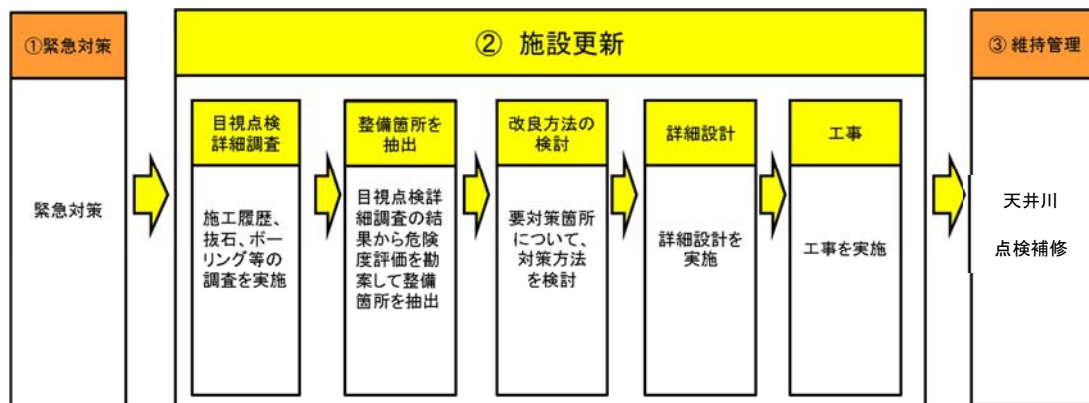 ①緊急対策
緊急対策
② 施設更新
目視点検
詳細調査
施工履歴、
抜石、ボー
リング等の
調査を実施
整備箇所を
抽出
目視点検詳
細調査の結
果から危険
度評価を勘
案して整備
箇所を抽出
改良方法の
検討
要対策箇所
について、
対策方法
を検討
詳細設計
詳細設計を
実施
工事
工事を実施
③ 維持管理
天井川
点検補修